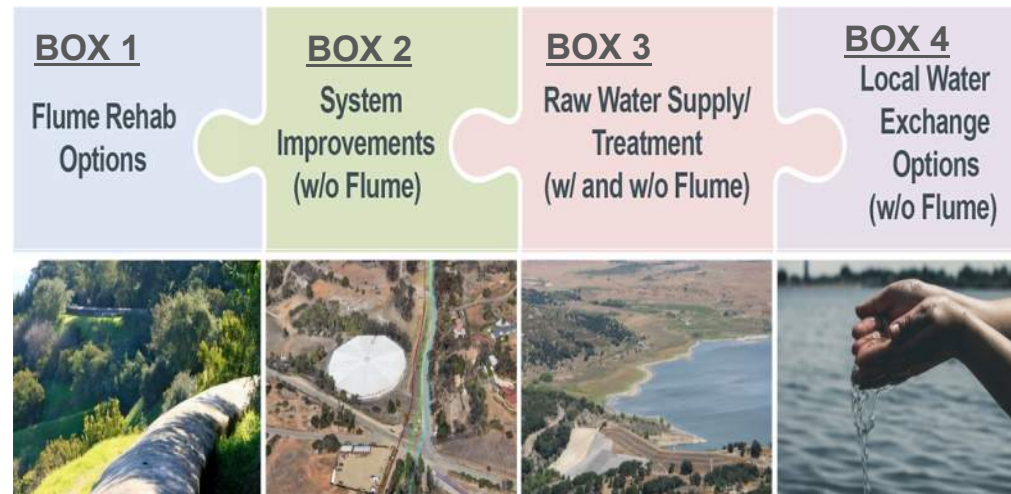 BOX 1
Flume Rehab
Options
BOX 2
System
Improvements
(w/o Flume)
BOX 3
Raw Water Supply/
Treatment
(w/ and w/o Flume)
BOX 4
Local Water
Exchange
Options
(w/o Flume)